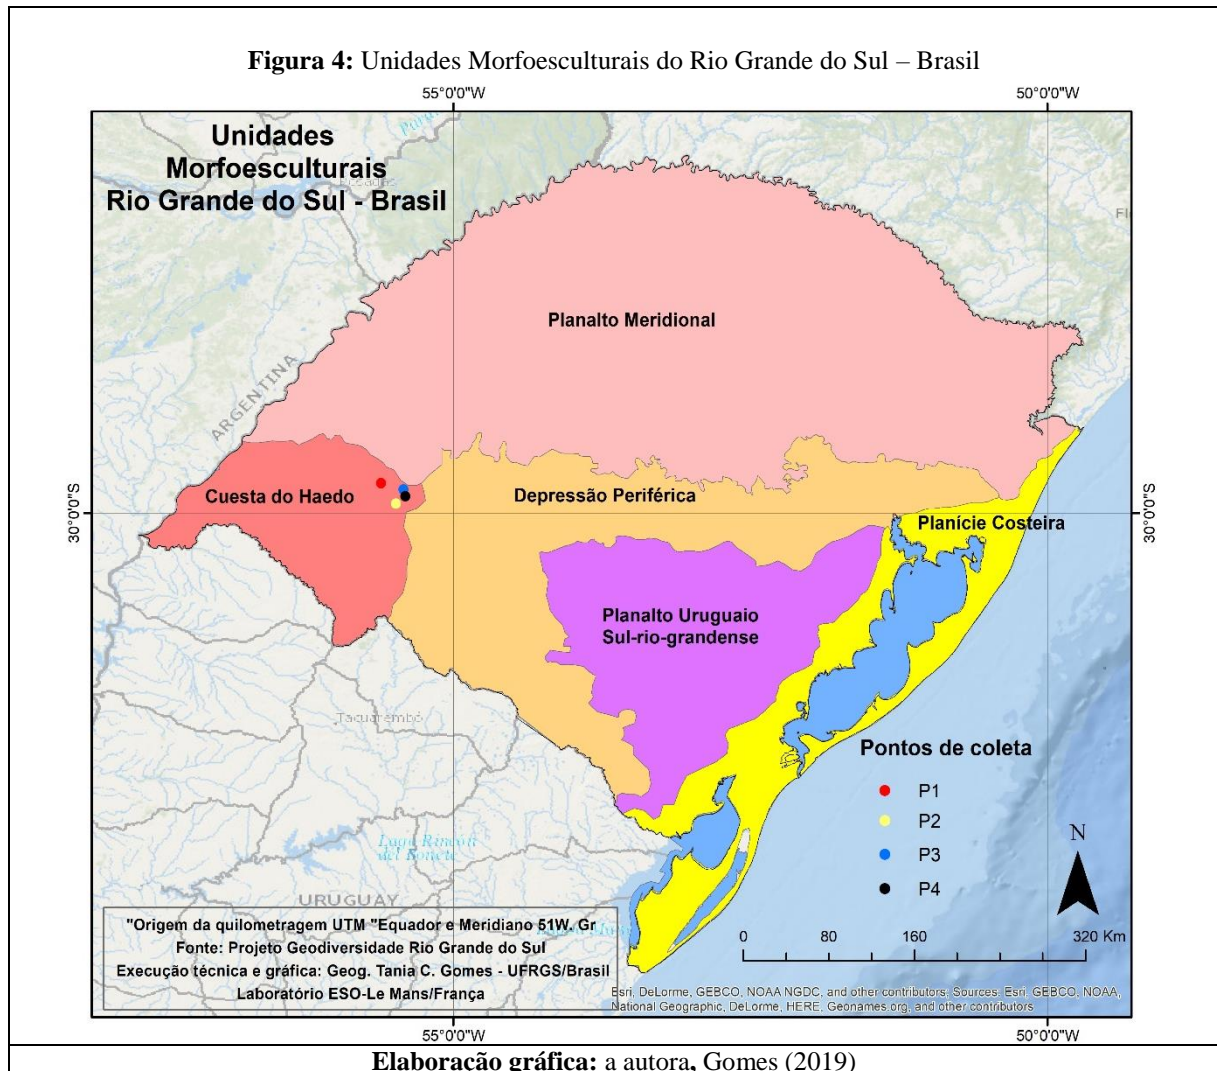 Figura 4: Unidades Morfoesculturais do Rio Grande do Sul – Brasil
55°0'0"W
50°0'0"W
Unidades
Morfoesculturais
Rio Grande do Sul - Brasil
Planalto Meridional
ARGENTINA
Cuesta do Haedo
Depressão Periférica
30°0'0"S
30°0'0"S
Planície Costeira
Planalto Uruguaio
Sul-rio-grandense
Tacuarembó
Pontos de coleta
P1
P2
P3
P4
N
Lago Rincón
del Bonete
URUGUAY
"Origem da quilometragem UTM "Equador e Meridiano 51W. Gr
Fonte: Projeto Geodiversidade Rio Grande do Sul
Execução técnica e gráfica: Geog. Tania C. Gomes - UFRGS/Brasil
Laboratório ESO-Le Mans/França
0 80 160 320 Km
Esri, DeLorme, GEBCO, NOAA NGDC, and other contributors; Sources: Esri, GEBCO, NOAA,
National Geographic, DeLorme, HERE, Geonames.org, and other contributors
55°0'0"W
50°0'0"W
Elaboração gráfica: a autora, Gomes (2019)